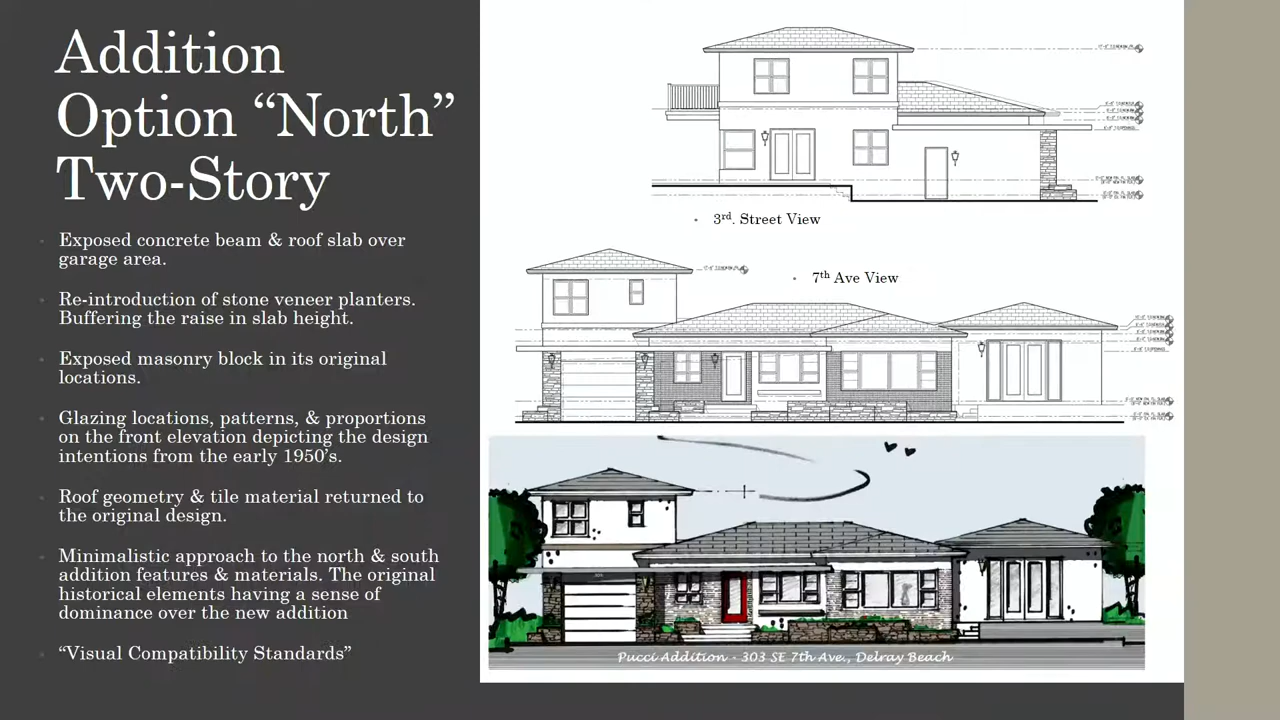 Addition
Option “North”
Two-Story
Exposed concrete beam & roof slab over
garage area.
Re-introduction of stone veneer planters.
Buffering the raise in slab height.
Exposed masonry block in its original
locations.
Glazing locations, patterns, & proportions
on the front elevation depicting the design
intentions from the early 1950’s.
Roof geometry & tile material returned to
the original design.
Minimalistic approach to the north & south
addition features & materials. The original
historical elements having a sense of
dominance over the new addition
“Visual Compatibility Standards”
3rd. Street View
7th Ave View
Pucci Addition - 303 SE 7th Ave., Delray Beach